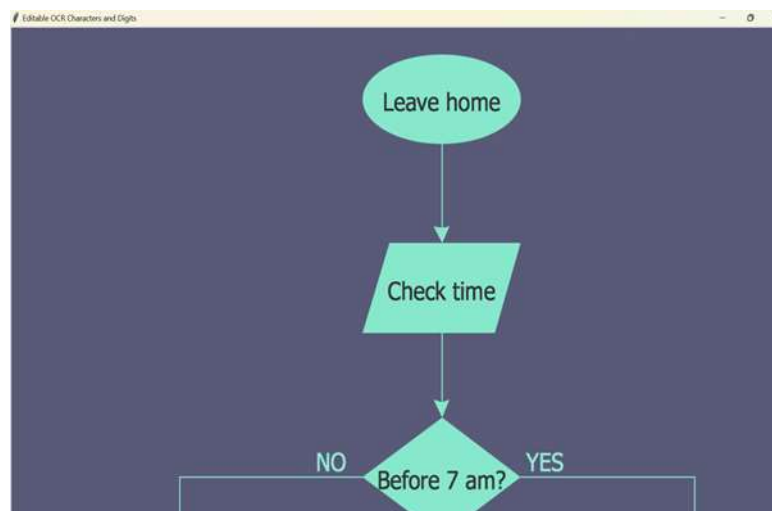 Editable OCR Characters and Digits
Leave home
Check time
NO
YES
Before 7 am?